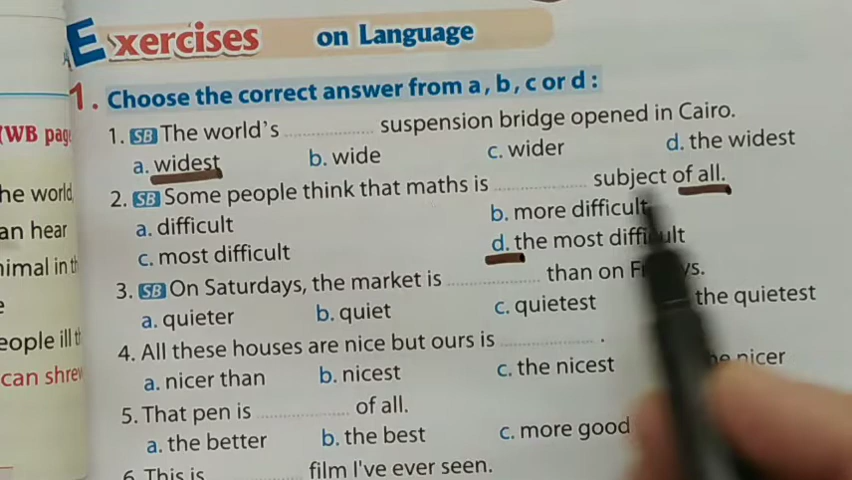 Exercises on Language
1. Choose the correct answer from a, b, c or d :
(WB page
1. SB The world's ................ suspension bridge opened in Cairo.
a. widest b. wide c. wider d. the widest
he world,
2. SB Some people think that maths is ................ subject of all.
an hear
a. difficult b. more difficult
imal in th
c. most difficult d. the most difficult
e
3. SB On Saturdays, the market is ................ than on ys.
a. quieter b. quiet c. quietest the quietest
eople ill th
4. All these houses are nice but ours is ................ .
can shrew
a. nicer than b. nicest c. the nicest nicer
5. That pen is ................ of all.
a. the better b. the best c. more good
6. This is ................ film I've ever seen.